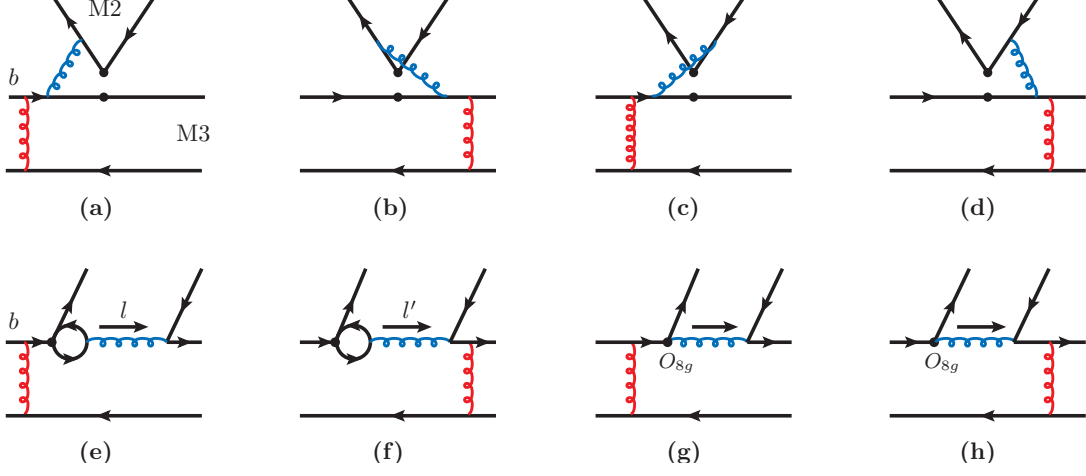 M2
b
M3
(a) (b) (c) (d)
b l l′
O8g O8g
(e) (f) (g) (h)